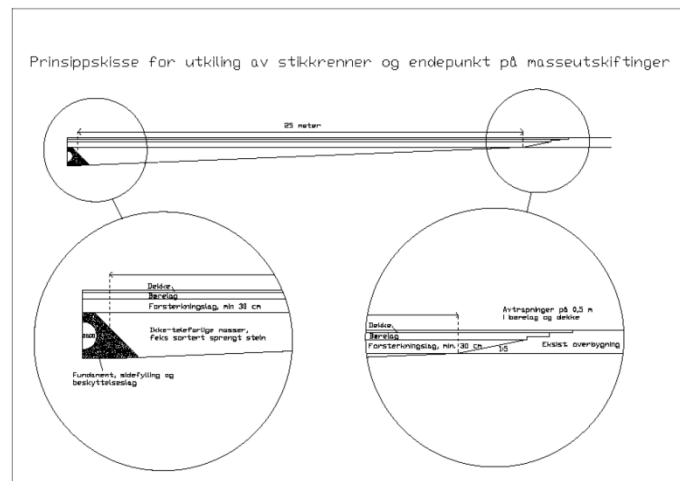 Prinsippskisse for utkiling av stikkrenner og endepunkt på masseutskiftinger
25 meter
Dekke
Bærelag
Forsterkningslag, min 30 cm
Ikke-telefarlige masser,
feks sortert sprengt stein
Fundament, sidefylling og
beskyttelseslag
Avtrapninger på 0,5 m
i bærelag og dekke
Dekke
Bærelag
Forsterkningslag, min. 30 cm
1:5
Eksist overbygning